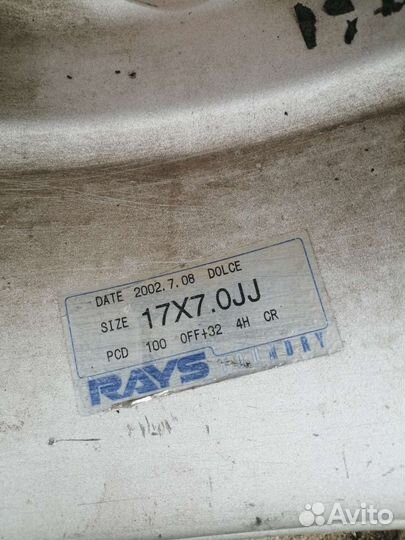 DATE 2002.7.08 DOLCE
SIZE 17X7.0JJ
PCD 100 OFF+32 4H CR
RAYS
Avito